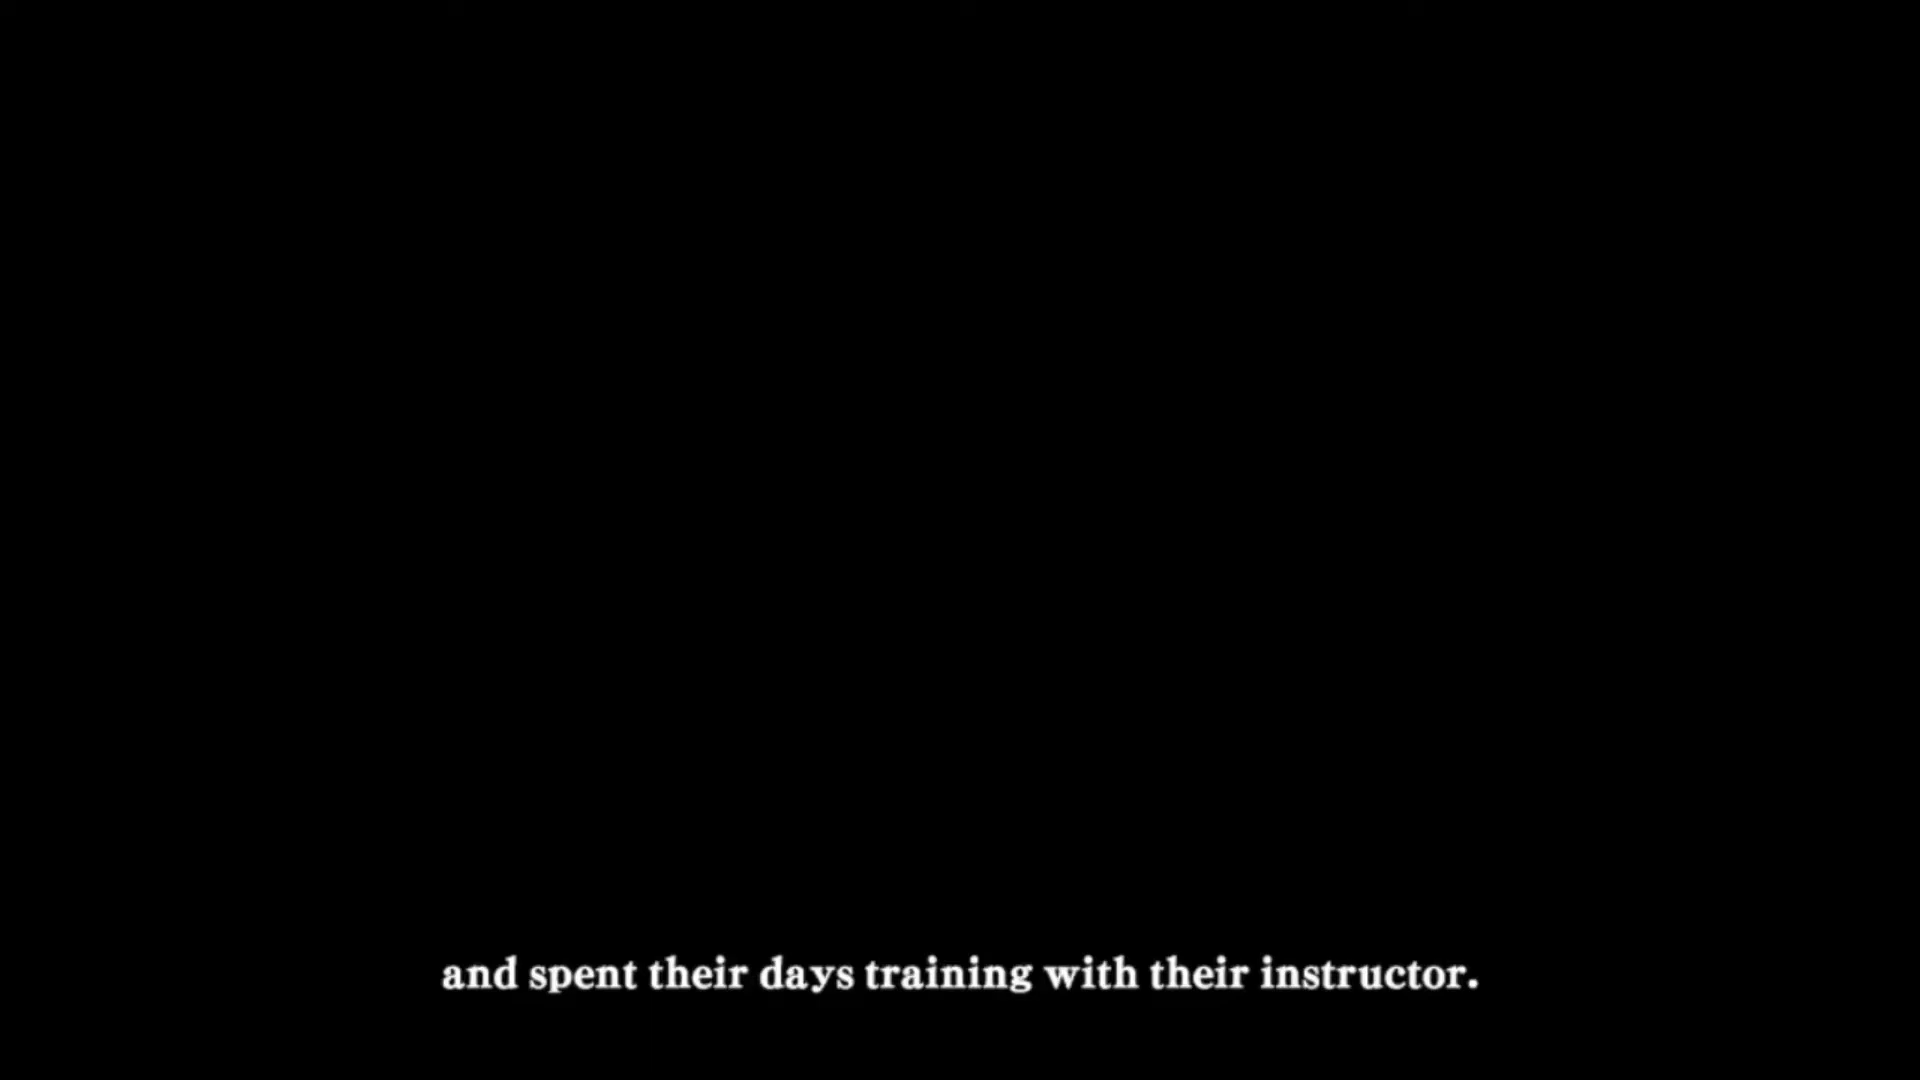 and spent their days training with their instructor.